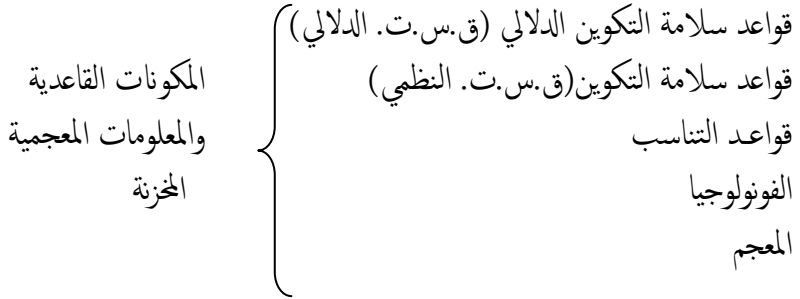 قواعد سلامة التكوين الدلالي (ق.س.ت. الدلالي)
قواعد سلامة التكوين(ق.س.ت. النظمي)
قواعد التناسب
الفونولوجيا
المعجم
المكونات القاعدية
والمعلومات المعجمية
المخزنة